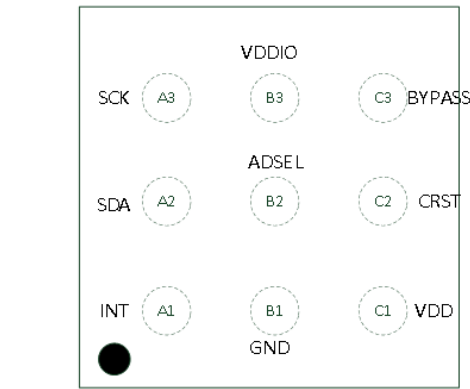 VDDIO
SCK A3 B3 C3 BYPASS
ADSEL
SDA A2 B2 C2 CRST
INT A1 B1 C1 VDD
GND